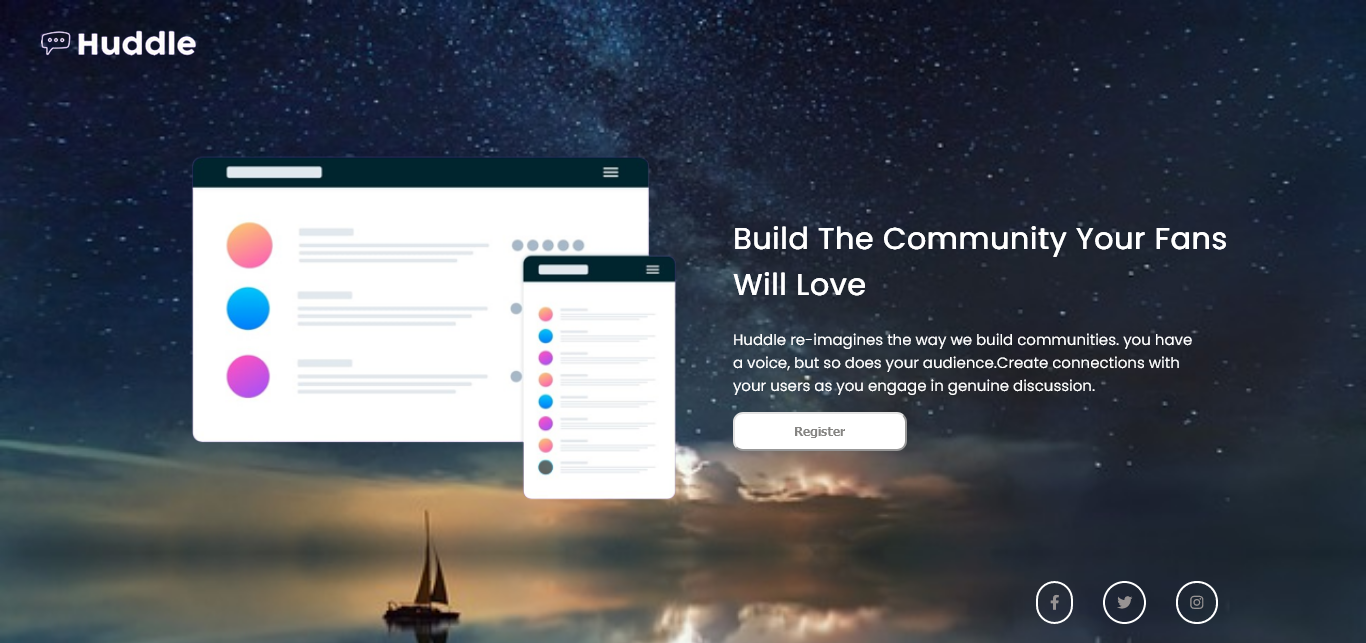 Huddle
Build The Community Your Fans
Will Love
Huddle re-imagines the way we build communities. you have
a voice, but so does your audience.Create connections with
your users as you engage in genuine discussion.
Register